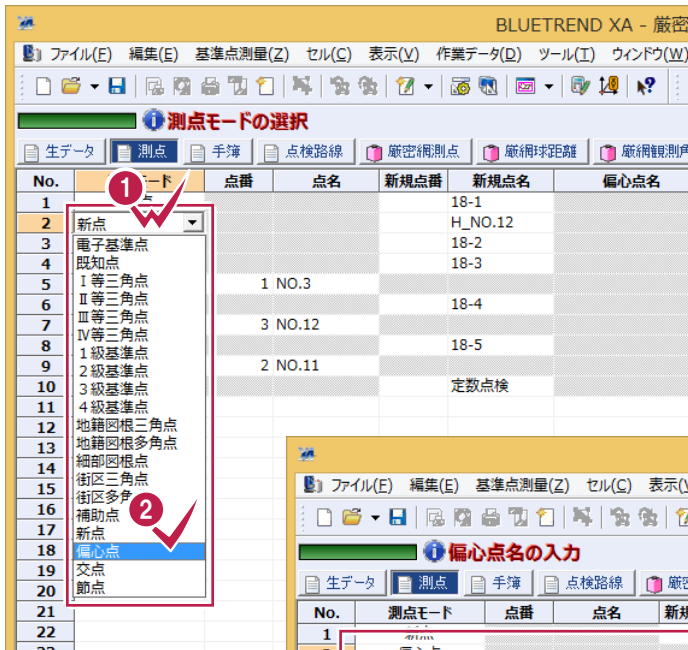 BLUETREND XA - 厳密
ファイル(F) 編集(E) 基準点測量(Z) セル(C) 表示(V) 作業データ(D) ツール(T) ウィンドウ(W)
測点モードの選択
生データ 測点 手簿 点検路線 厳密網測点 厳網球距離 厳網観測角
No. ード 点番 点名 新規点番 新規点名 偏心点名
1 18-1
2 新点 H_NO.12
3 18-2
4 18-3
5 1 NO.3
6 18-4
7 3 NO.12
8 18-5
9 2 NO.11
10 定数点検
11
12
13
14
15
16
17
18
19
20
21
22
23
電子基準点
既知点
Ⅰ等三角点
Ⅱ等三角点
Ⅲ等三角点
Ⅳ等三角点
1級基準点
2級基準点
3級基準点
4級基準点
地籍図根三角点
地籍図根多角点
細部図根点
街区三角点
街区多角
補助点
新点
偏心点
交点
節点
1
2
ファイル(F) 編集(E) 基準点測量(Z) セル(C) 表示(V
偏心点名の入力
生データ 測点 手簿 点検路線 厳密
No. 測点モード 点番 点名 新規
1 新点